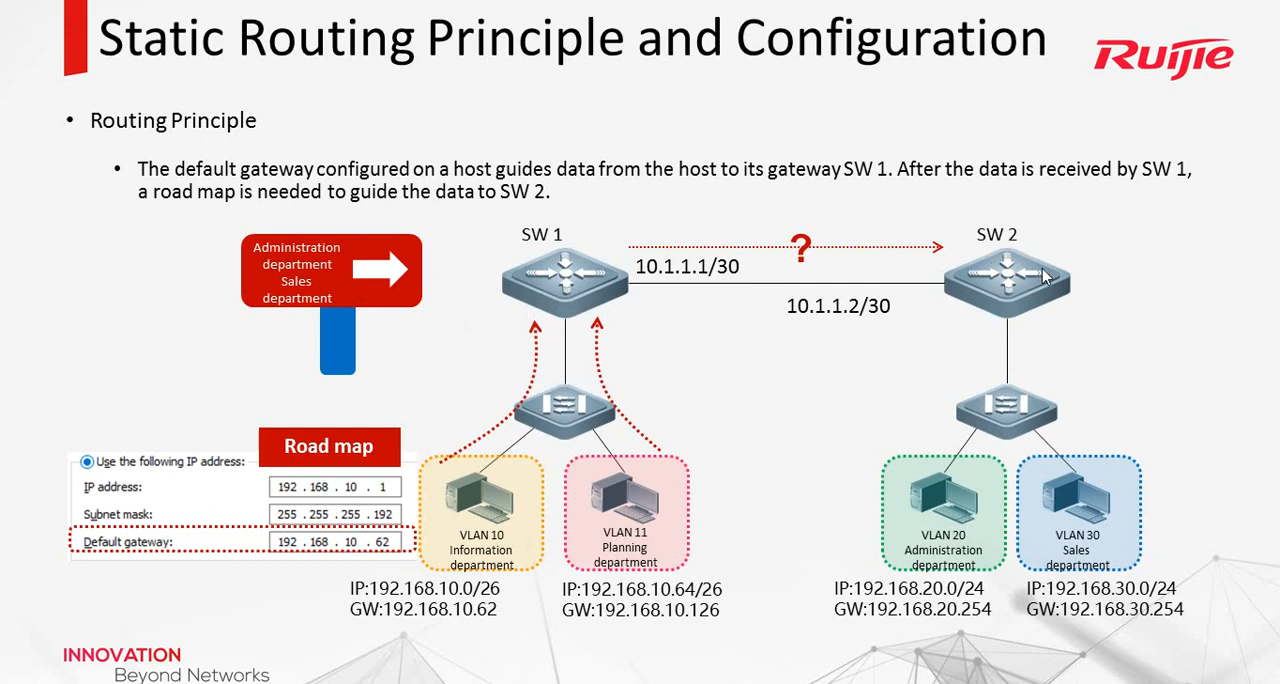 Static Routing Principle and Configuration
Ruijie
• Routing Principle
• The default gateway configured on a host guides data from the host to its gateway SW 1. After the data is received by SW 1,
a road map is needed to guide the data to SW 2.
Administration
department
Sales
department
SW 1
?
SW 2
10.1.1.1/30
10.1.1.2/30
Road map
Use the following IP address:
IP address:
192 . 168 . 10 . 1
Subnet mask:
255 . 255 . 255 . 192
Default gateway:
192 . 168 . 10 . 62
VLAN 10
Information
department
VLAN 11
Planning
department
VLAN 20
Administration
department
VLAN 30
Sales
department
IP:192.168.10.0/26
GW:192.168.10.62
IP:192.168.10.64/26
GW:192.168.10.126
IP:192.168.20.0/24
GW:192.168.20.254
IP:192.168.30.0/24
GW:192.168.30.254
INNOVATION
Beyond Networks